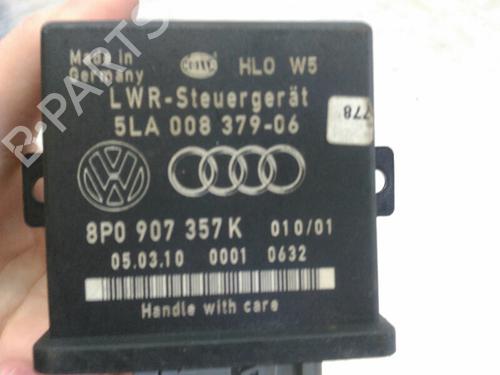 Made in
Germany
Hella
HLO W5
LWR-Steuergerät
5LA 008 379-06
778
8P0 907 357 K 010/01
05.03.10 0001 0632
Handle with care
B-PARTS